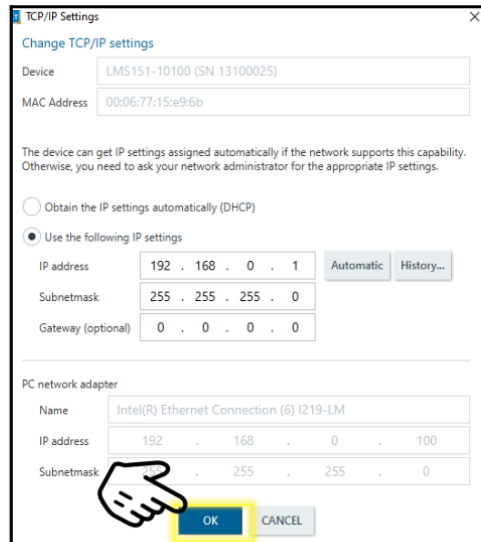 TCP/IP Settings
Change TCP/IP settings
Device LMS151-10100 (SN 13100025)
MAC Address 00:06:77:15:e9:6b
The device can get IP settings assigned automatically if the network supports this capability.
Otherwise, you need to ask your network administrator for the appropriate IP settings.
Obtain the IP settings automatically (DHCP)
Use the following IP settings
IP address 192 . 168 . 0 . 1 Automatic History...
Subnetmask 255 . 255 . 255 . 0
Gateway (optional) 0 . 0 . 0 . 0
PC network adapter
Name Intel(R) Ethernet Connection (6) I219-LM
IP address 192 . 168 . 0 . 100
Subnetmask 255 . 255 . 255 . 0
OK CANCEL